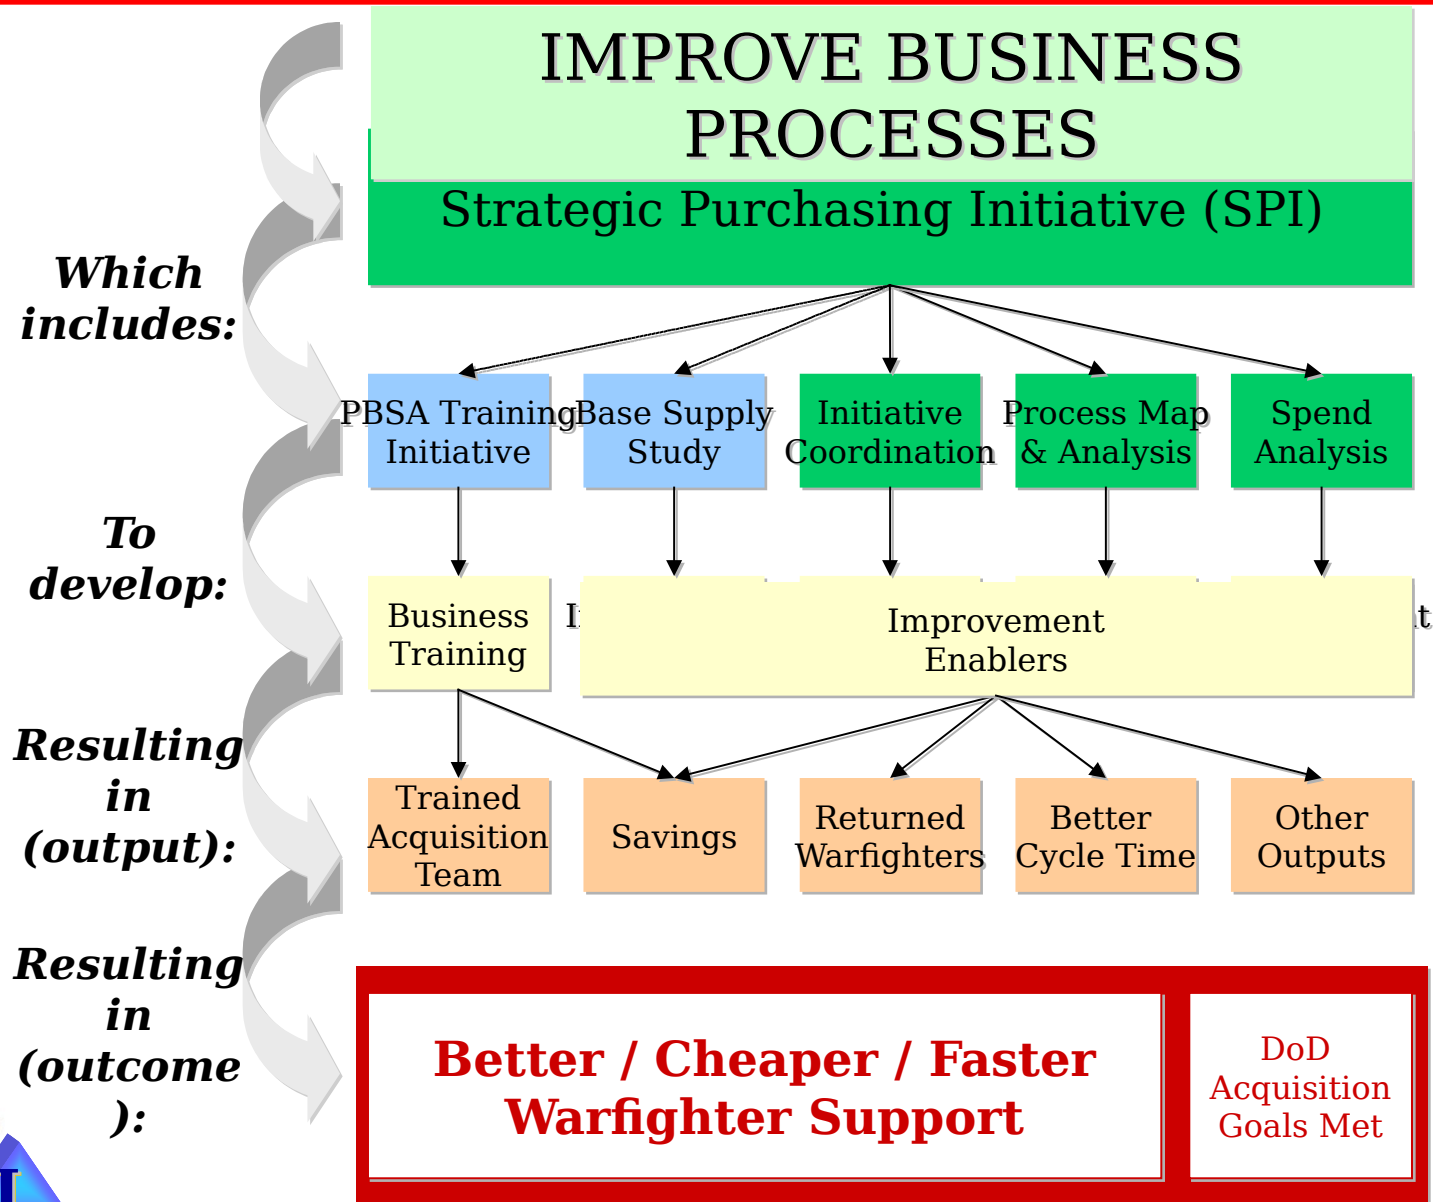 IMPROVE BUSINESS
PROCESSES
Strategic Purchasing Initiative (SPI)
Which
includes:
PBSA Training
Initiative
Base Supply
Study
Initiative
Coordination
Process Map
& Analysis
Spend
Analysis
To
develop:
Business
Training
Improvement
Enablers
Resulting
in
(output):
Trained
Acquisition
Team
Savings
Returned
Warfighters
Better
Cycle Time
Other
Outputs
Resulting
in
(outcome
):
Better / Cheaper / Faster
Warfighter Support
DoD
Acquisition
Goals Met